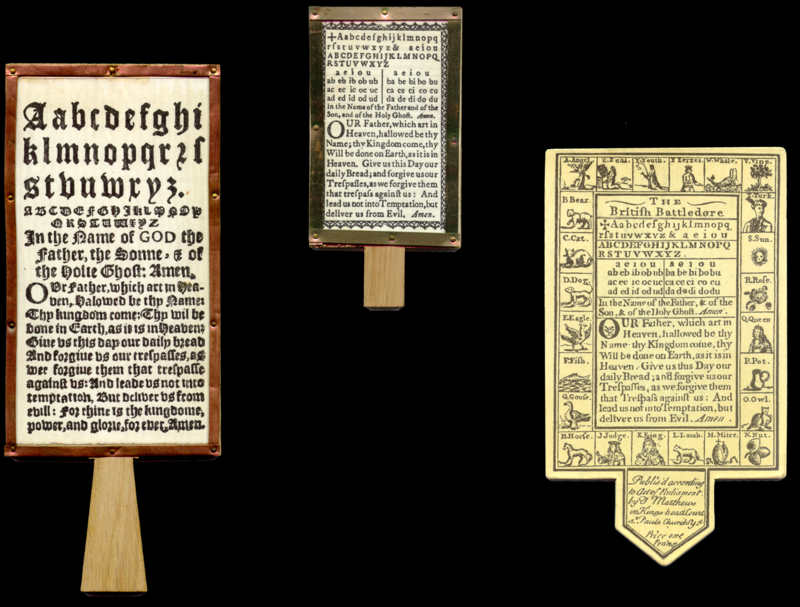 Aabcdefghi
klmnopqrꝛſ
stvuwxyz.
ABCDEFGHIKLMNOP
QRSTUWXYZ
In the Name of GOD the
Father, the Sonne, & of
the Holie Ghost: Amen.
OUr Father, which art in Hea-
ven, Halowed be thy Name:
Thy kingdom come: Thy wil be
done in Earth, as it is in Heaven:
Giue vs this day our daily bread
And forgiue vs our trespasses, as
wee forgiue them that trespasse
against vs: And leade vs not into
temptation, But deliver vs from
evill: For thine is the kingdome,
power, and glorie, for ever, Amen.
+Aabcdefghijklmnopq
rſstuvwxyz& aeiou
ABCDEFGHIJKLMNOPQ
RSTUVWXYZ
a e i o u a e i o u
ab eb ib ob ub ba be bi bo bu
ac ec ic oc uc ca ce ci co cu
ad ed id od ud da de di do du
In the Name of the Father and of the
Son, and of the Holy Ghoſt. Amen.
OUR Father, which art in
Heaven, hallowed be thy
Name; thy Kingdom come, thy
Will be done on Earth, as it is in
Heaven. Give us this Day our
daily Bread; and forgive us our
Treſpaſſes, as we forgive them
that treſpaſs againſt us: And
lead us not into Temptation, but
deliver us from Evil. Amen.
A. Angel. Z. Y. Youth. W. Whale. V. Vine.
THE
Britiſh Battledore
+Aabcdefghijklmnopq
rſstuvwxyz & aeiou
ABCDEFGHIJKLMNOPQ
RSTUVWXYZ.
a e i o u a e i o u
ab eb ib ob ub ba be bi bo bu
ac ec ic oc uc ca ce ci co cu
ad ed id od ud da de di do du
In the Name of the Father, & of the
Son, & of the Holy Ghoſt. Amen.
OUR Father, which art in
Heaven, hallowed be thy
Name thy Kingdom come, thy
Will be done on Earth, as it is in
Heaven. Give us this Day our
daily Bread; and forgive us our
Treſpaſſes, as we forgive them
that Treſpaſs againſt us: And
lead us not into Temptation, but
deliver us from Evil. Amen.
B. Bear.
C. Cat.
D. Dog.
E. Eagle.
F. Fiſh.
G. Gooſe.
T. Turk.
S. Sun.
R. Roſe.
Q. Queen
P. Pot.
O. Owl.
H. Horſe. J. Judge. K. King. L. Lamb. M. Mitre. N. Nut.
Publiſ'd according
to Act of Parliament.
by J Matthews
in Kings-head Court
St. Pauls Church Yd.
Price one
Penny